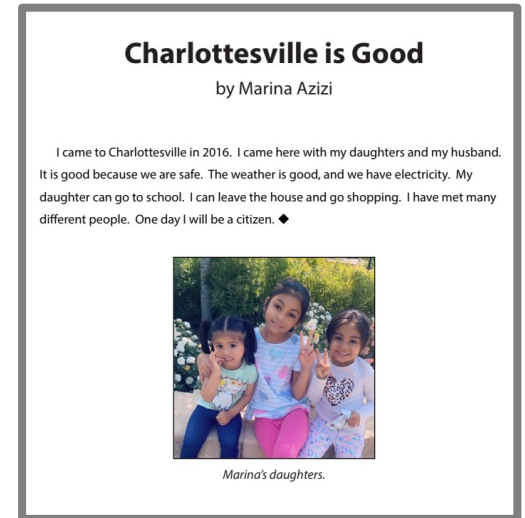 Charlottesville is Good
by Marina Azizi
I came to Charlottesville in 2016.  I came here with my daughters and my husband.
It is good because we are safe.  The weather is good, and we have electricity.  My
daughter can go to school.  I can leave the house and go shopping.  I have met many
different people.  One day I will be a citizen. ◆
Marina's daughters.